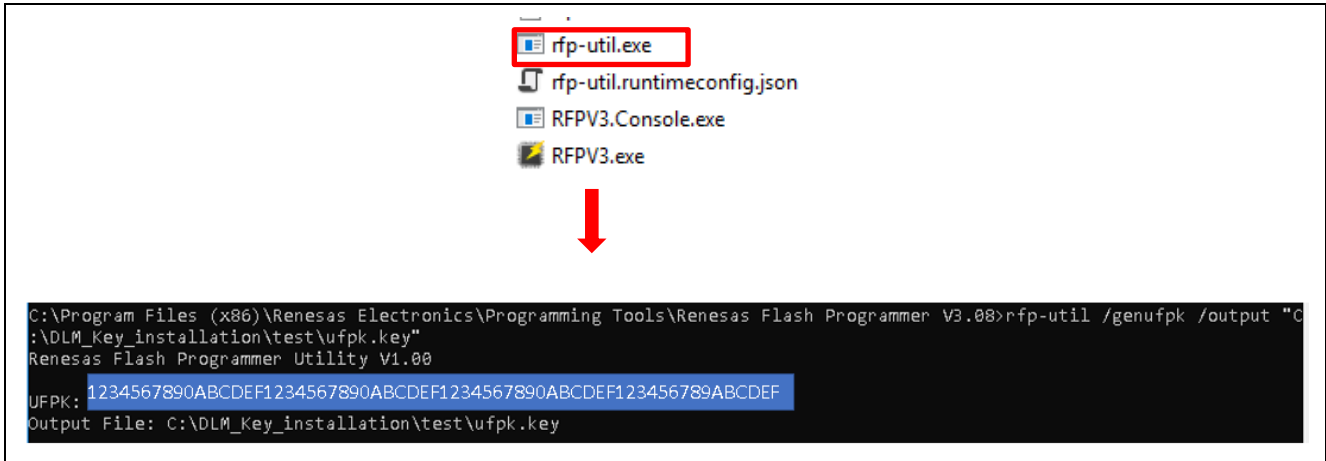 rfp-util.exe
rfp-util.runtimeconfig.json
RFPV3.Console.exe
RFPV3.exe
C:\Program Files (x86)\Renesas Electronics\Programming Tools\Renesas Flash Programmer V3.08>rfp-util /genufpk /output "C
:\DLM_Key_installation\test\ufpk.key"
Renesas Flash Programmer Utility V1.00
UFPK: 1234567890ABCDEF1234567890ABCDEF1234567890ABCDEF123456789ABCDEF
Output File: C:\DLM_Key_installation\test\ufpk.key